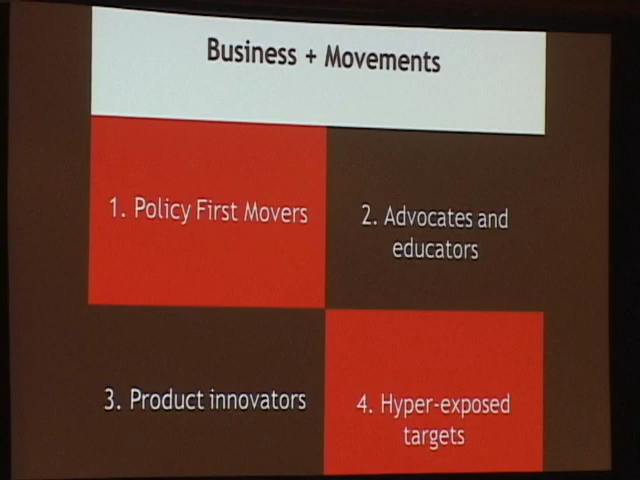 Business + Movements
1. Policy First Movers
2. Advocates and
educators
3. Product innovators
4. Hyper-exposed
targets